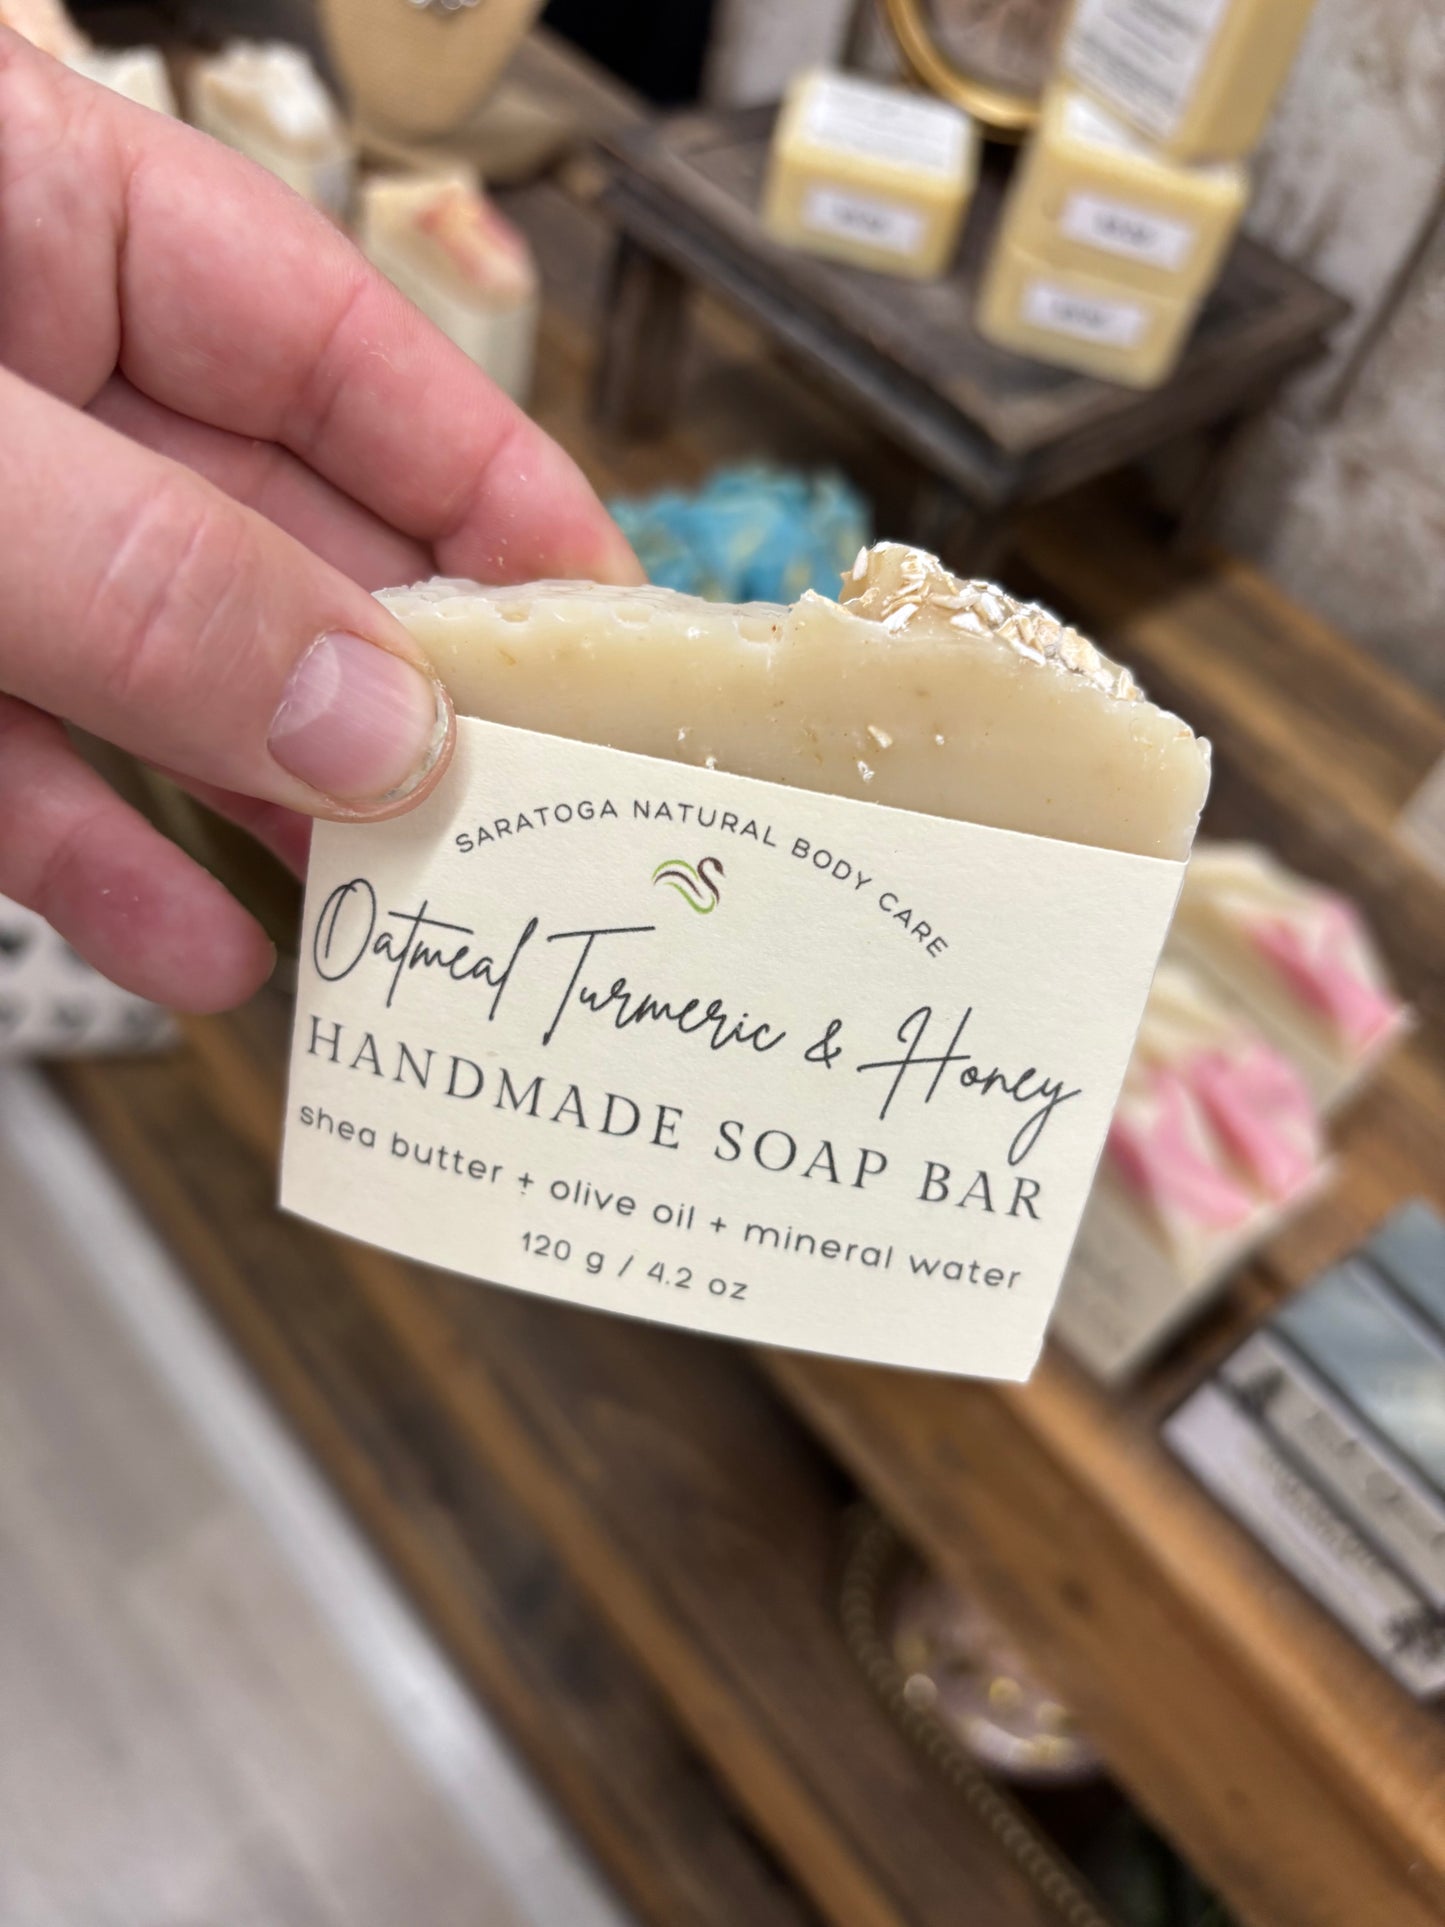 SARATOGA NATURAL BODY CARE
Oatmeal Turmeric & Honey
HANDMADE SOAP BAR
shea butter + olive oil + mineral water
120 g / 4.2 oz